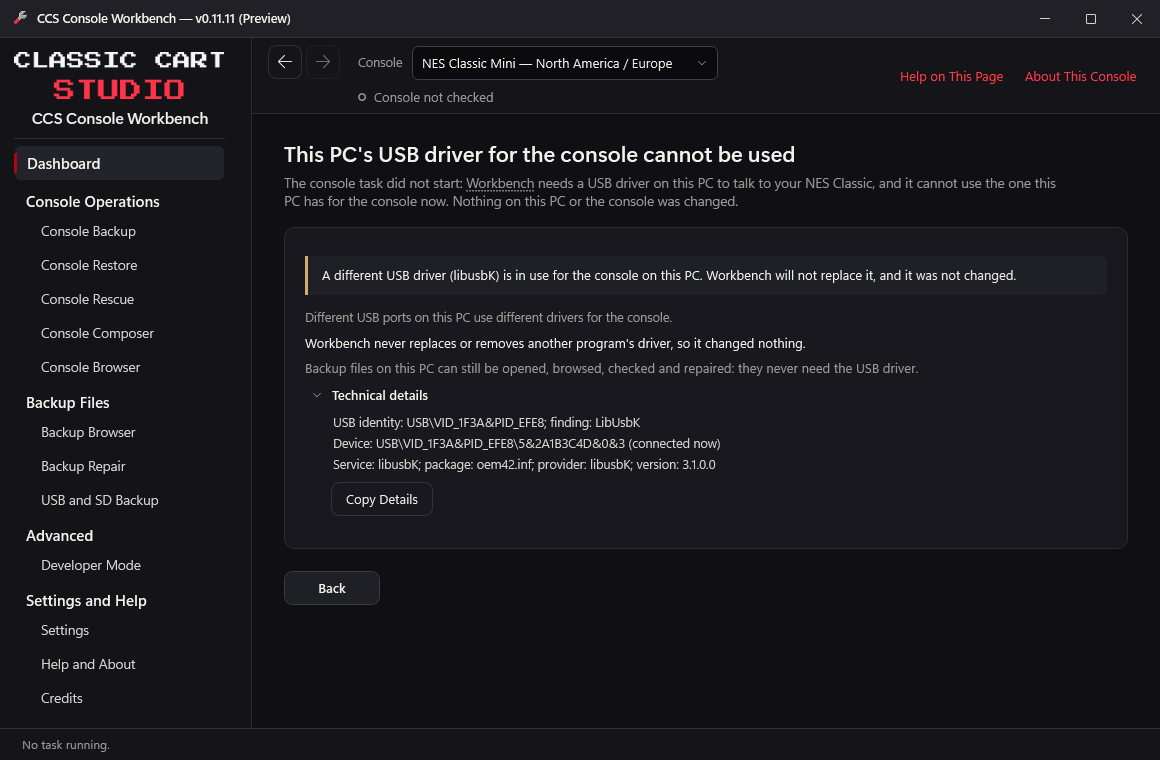 CCS Console Workbench — v0.11.11 (Preview)
CLASSIC CART
STUDIO
CCS Console Workbench
Dashboard
Console Operations
Console Backup
Console Restore
Console Rescue
Console Composer
Console Browser
Backup Files
Backup Browser
Backup Repair
USB and SD Backup
Advanced
Developer Mode
Settings and Help
Settings
Help and About
Credits
Console
NES Classic Mini — North America / Europe
Console not checked
Help on This Page
About This Console
This PC's USB driver for the console cannot be used
The console task did not start: Workbench needs a USB driver on this PC to talk to your NES Classic, and it cannot use the one this
PC has for the console now. Nothing on this PC or the console was changed.
A different USB driver (libusbK) is in use for the console on this PC. Workbench will not replace it, and it was not changed.
Different USB ports on this PC use different drivers for the console.
Workbench never replaces or removes another program's driver, so it changed nothing.
Backup files on this PC can still be opened, browsed, checked and repaired: they never need the USB driver.
Technical details
USB identity: USB\VID_1F3A&PID_EFE8; finding: LibUsbK
Device: USB\VID_1F3A&PID_EFE8\5&2A1B3C4D&0&3 (connected now)
Service: libusbK; package: oem42.inf; provider: libusbK; version: 3.1.0.0
Copy Details
Back
No task running.